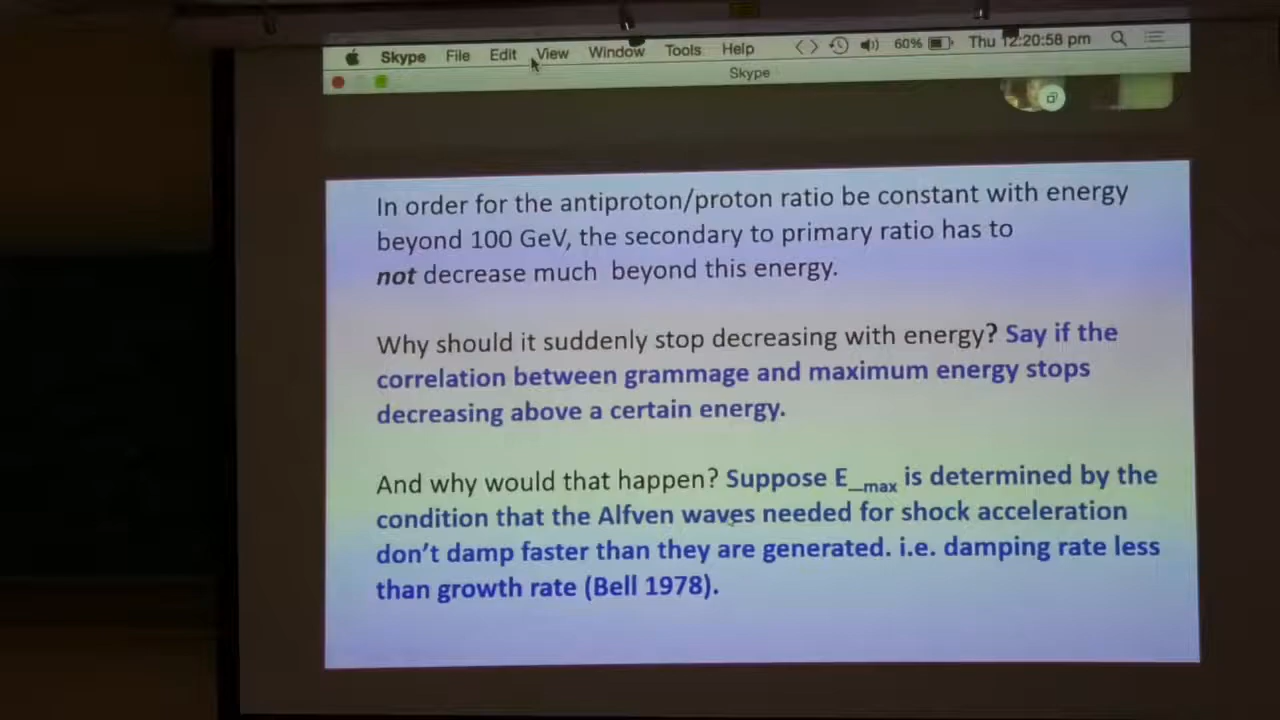 Skype File Edit View Window Tools Help 60% Thu 12:20:58 pm
Skype
In order for the antiproton/proton ratio be constant with energy
beyond 100 GeV, the secondary to primary ratio has to
not decrease much beyond this energy.
Why should it suddenly stop decreasing with energy? Say if the
correlation between grammage and maximum energy stops
decreasing above a certain energy.
And why would that happen? Suppose E_max is determined by the
condition that the Alfven waves needed for shock acceleration
don't damp faster than they are generated. i.e. damping rate less
than growth rate (Bell 1978).